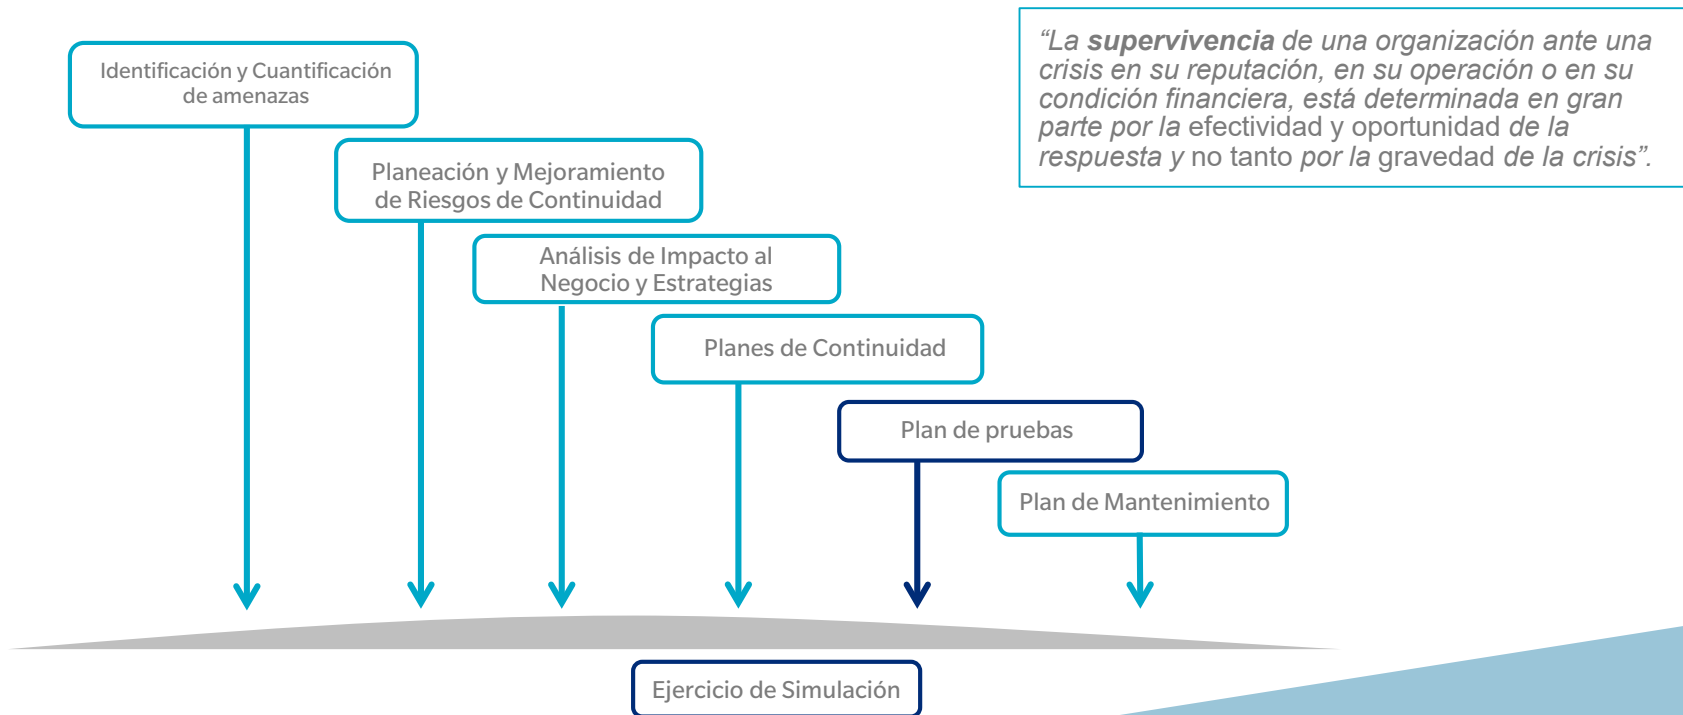 Identificación y Cuantificación
de amenazas
“La supervivencia de una organización ante una
crisis en su reputación, en su operación o en su
condición financiera, está determinada en gran
parte por la efectividad y oportunidad de la
respuesta y no tanto por la gravedad de la crisis”.
Planeación y Mejoramiento
de Riesgos de Continuidad
Análisis de Impacto al
Negocio y Estrategias
Planes de Continuidad
Plan de pruebas
Plan de Mantenimiento
Ejercicio de Simulación